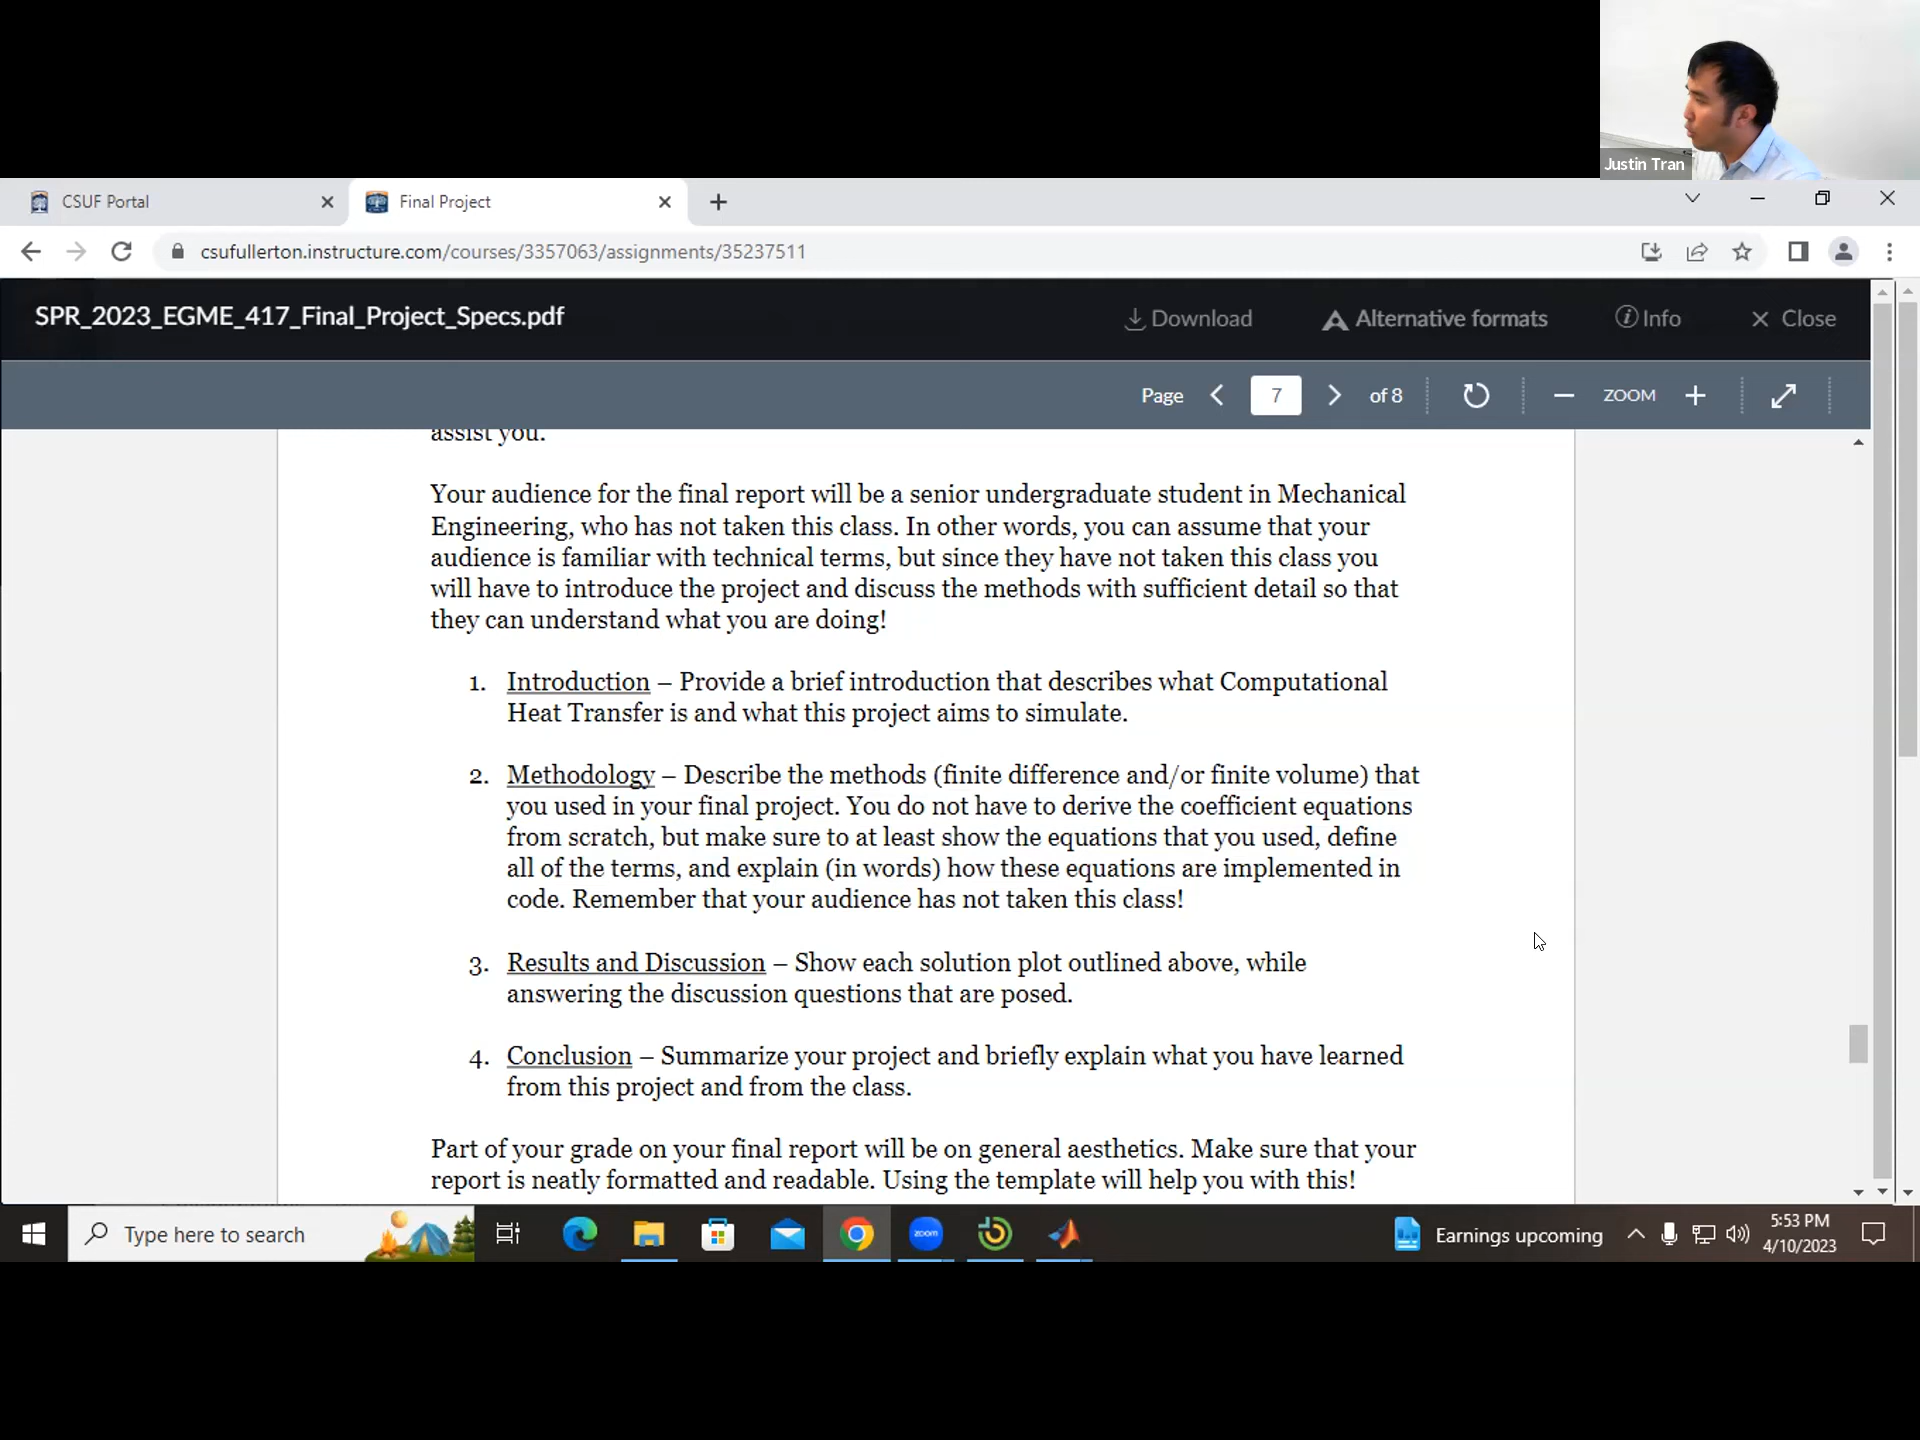 Justin Tran
CSUF Portal
Final Project
csufullerton.instructure.com/courses/3357063/assignments/35237511
SPR_2023_EGME_417_Final_Project_Specs.pdf
Download
Alternative formats
Info
Close
Page
7
of 8
ZOOM
assist you.
Your audience for the final report will be a senior undergraduate student in Mechanical
Engineering, who has not taken this class. In other words, you can assume that your
audience is familiar with technical terms, but since they have not taken this class you
will have to introduce the project and discuss the methods with sufficient detail so that
they can understand what you are doing!
1. Introduction – Provide a brief introduction that describes what Computational
Heat Transfer is and what this project aims to simulate.
2. Methodology – Describe the methods (finite difference and/or finite volume) that
you used in your final project. You do not have to derive the coefficient equations
from scratch, but make sure to at least show the equations that you used, define
all of the terms, and explain (in words) how these equations are implemented in
code. Remember that your audience has not taken this class!
3. Results and Discussion – Show each solution plot outlined above, while
answering the discussion questions that are posed.
4. Conclusion – Summarize your project and briefly explain what you have learned
from this project and from the class.
Part of your grade on your final report will be on general aesthetics. Make sure that your
report is neatly formatted and readable. Using the template will help you with this!
Type here to search
zoom
Earnings upcoming
5:53 PM
4/10/2023